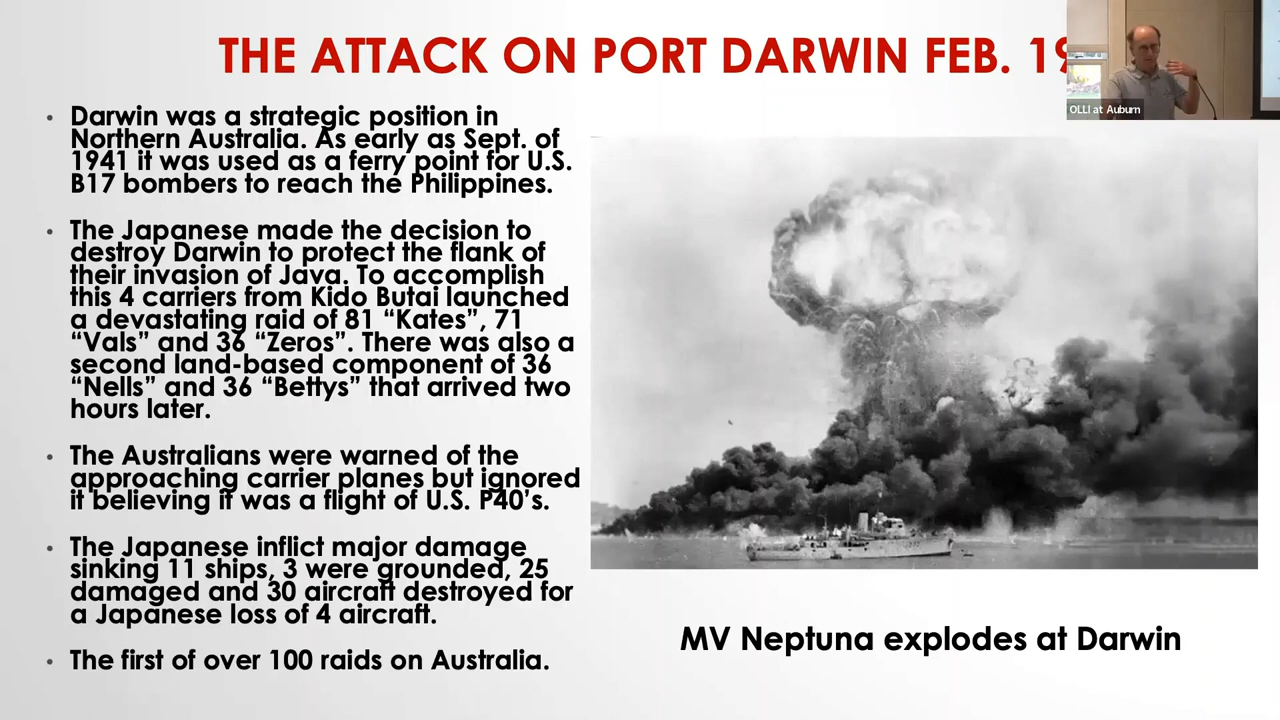 THE ATTACK ON PORT DARWIN FEB. 19
OLLI at Auburn
• Darwin was a strategic position in
Northern Australia. As early as Sept. of
1941 it was used as a ferry point for U.S.
B17 bombers to reach the Philippines.
• The Japanese made the decision to
destroy Darwin to protect the flank of
their invasion of Java. To accomplish
this 4 carriers from Kido Butai launched
a devastating raid of 81 “Kates”, 71
“Vals” and 36 “Zeros”. There was also a
second land-based component of 36
“Nells” and 36 “Bettys” that arrived two
hours later.
• The Australians were warned of the
approaching carrier planes but ignored
it believing it was a flight of U.S. P40’s.
• The Japanese inflict major damage
sinking 11 ships, 3 were grounded, 25
damaged and 30 aircraft destroyed for
a Japanese loss of 4 aircraft.
• The first of over 100 raids on Australia.
MV Neptuna explodes at Darwin